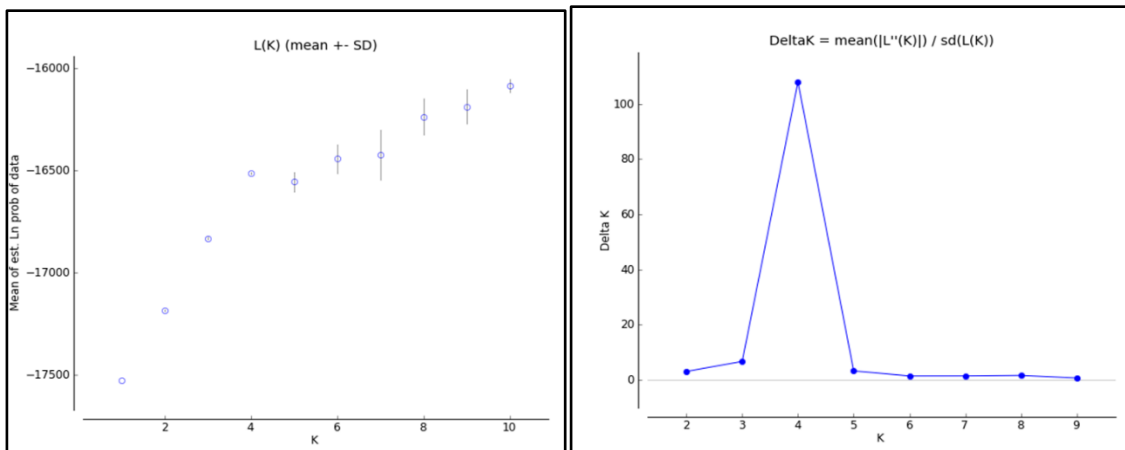 L(K) (mean +- SD)
Mean of est. Ln prob of data
−16000
−16500
−17000
−17500
2 4 6 8 10
K
DeltaK = mean(|L''(K)|) / sd(L(K))
Delta K
100
80
60
40
20
0
2 3 4 5 6 7 8 9
K